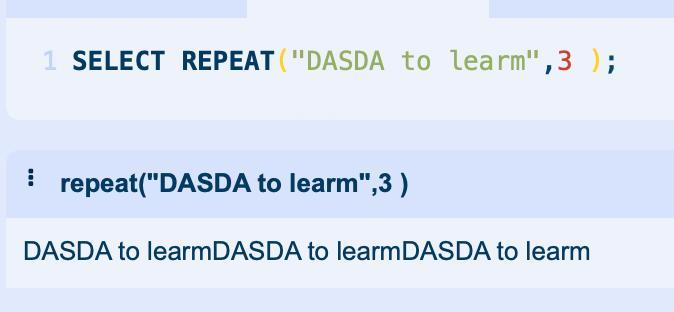 1 SELECT REPEAT("DASDA to learm",3 );
repeat("DASDA to learm",3 )
DASDA to learmDASDA to learmDASDA to learm